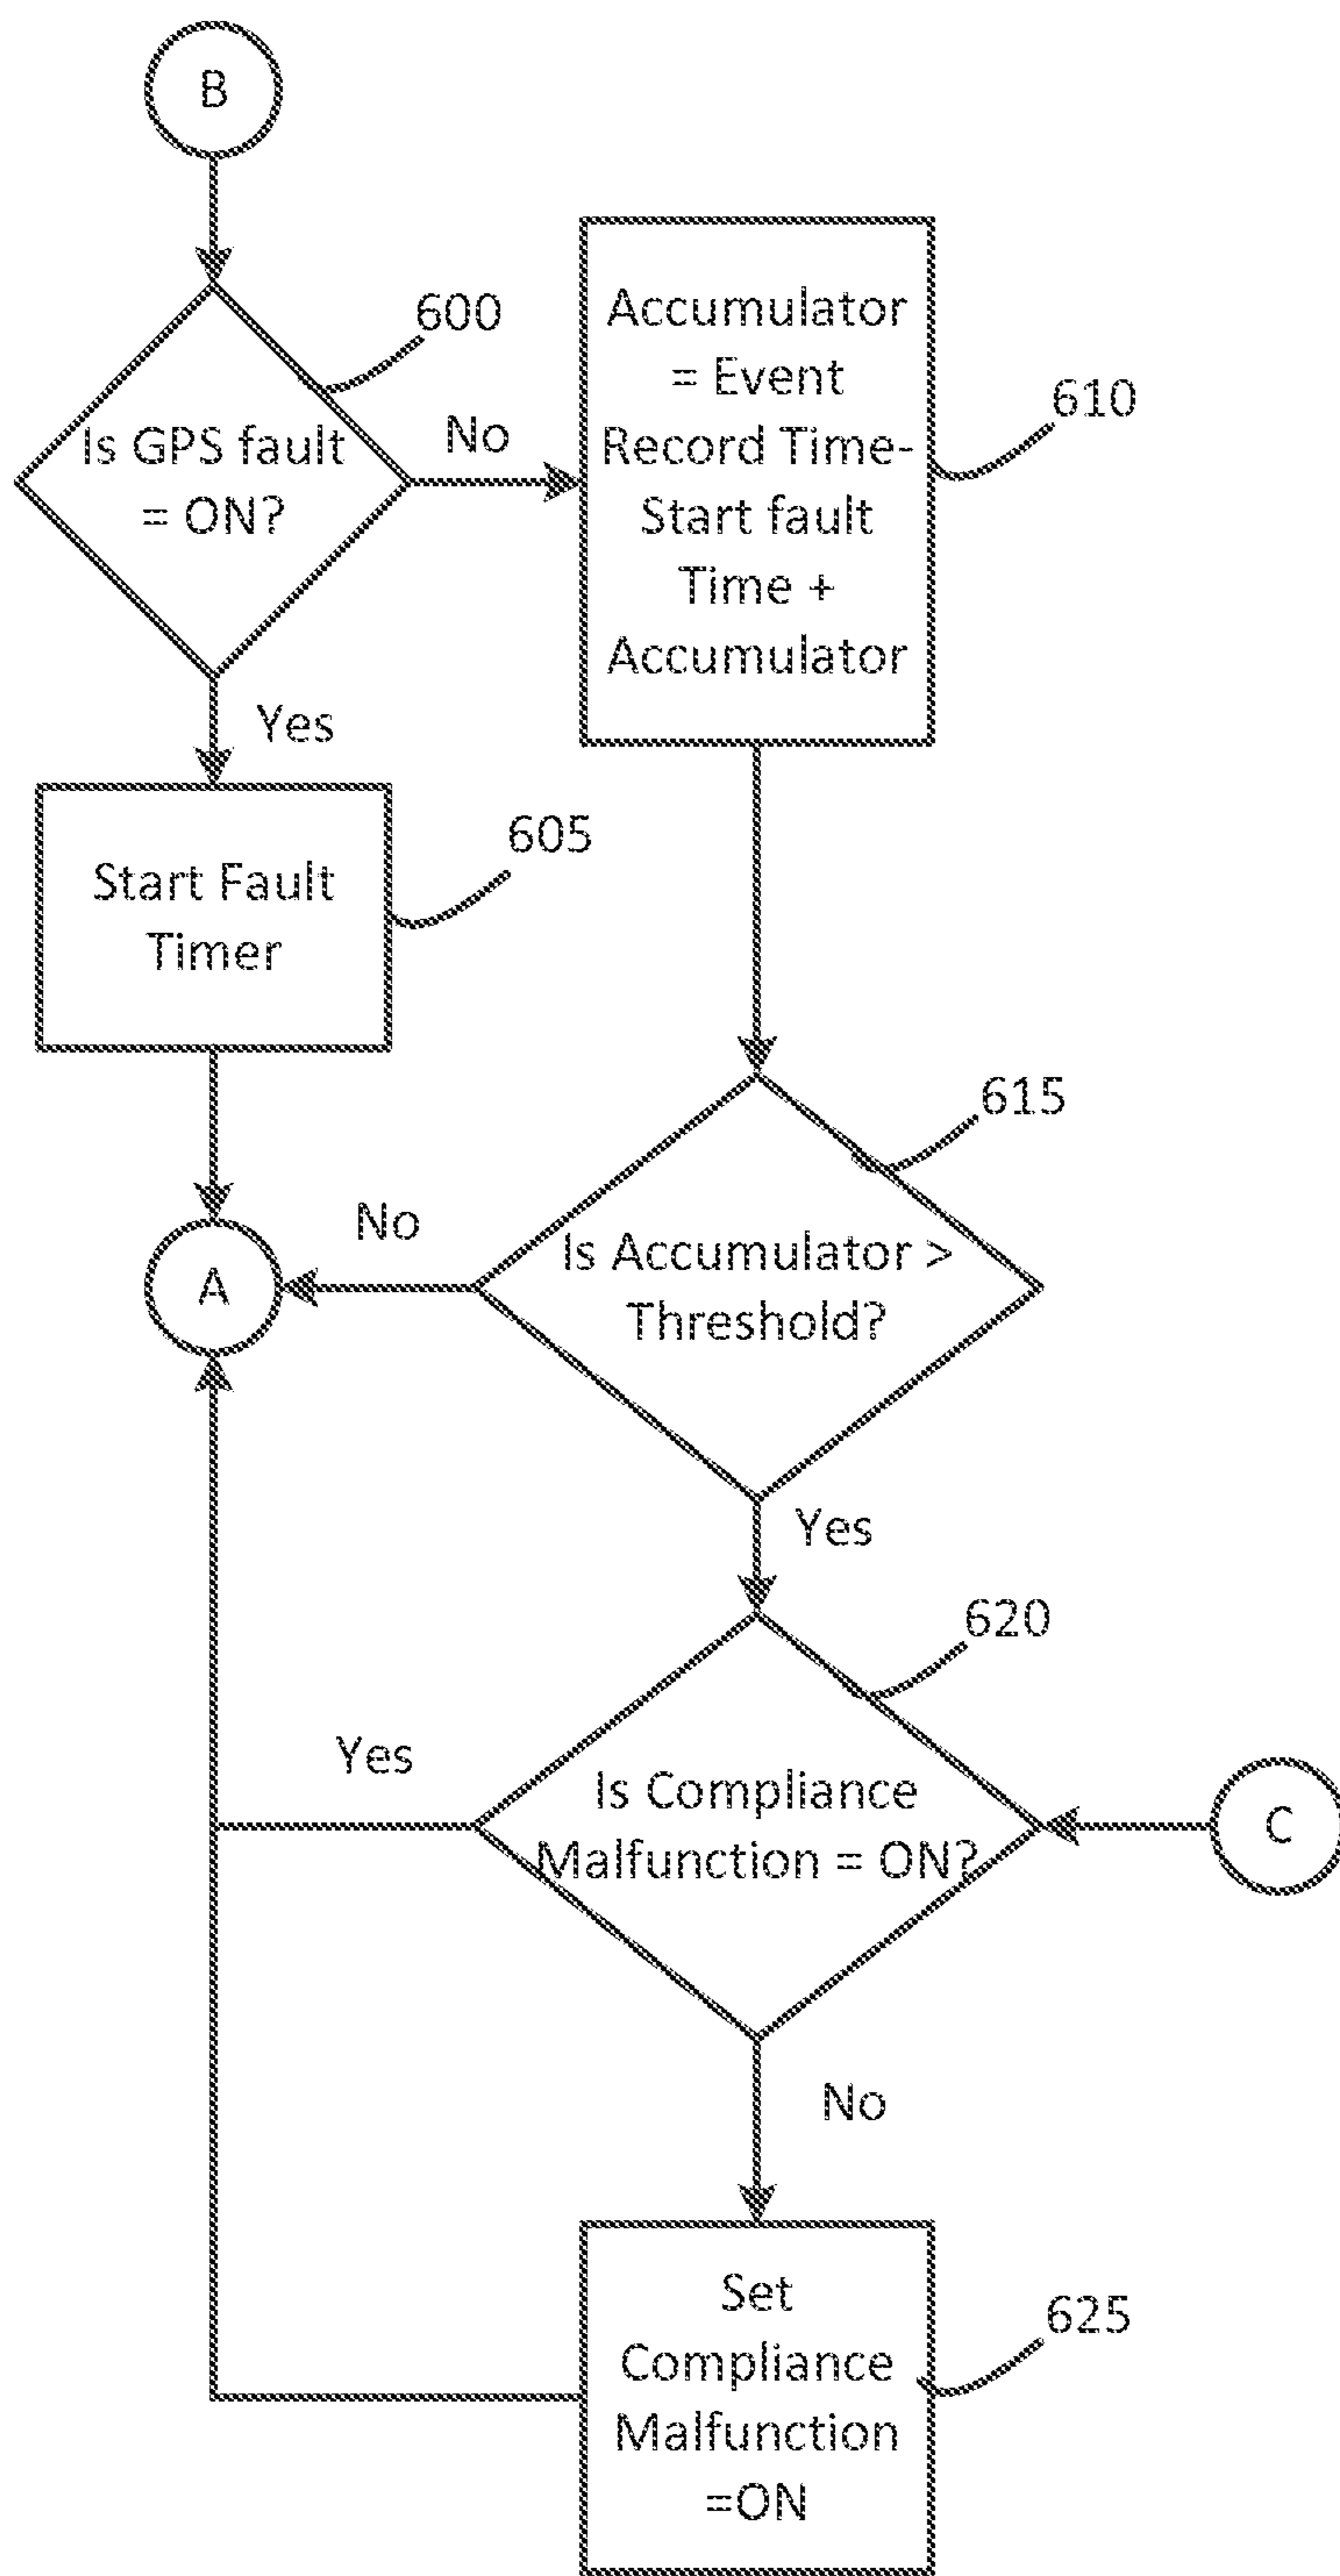 B
600
Is GPS fault
= ON?
No
Yes
Accumulator
= Event
Record Time-
Start fault
Time +
Accumulator
610
Start Fault
Timer
605
A
No
615
Is Accumulator >
Threshold?
Yes
620
Yes
Is Compliance
Malfunction = ON?
C
No
Set
Compliance
Malfunction
=ON
625